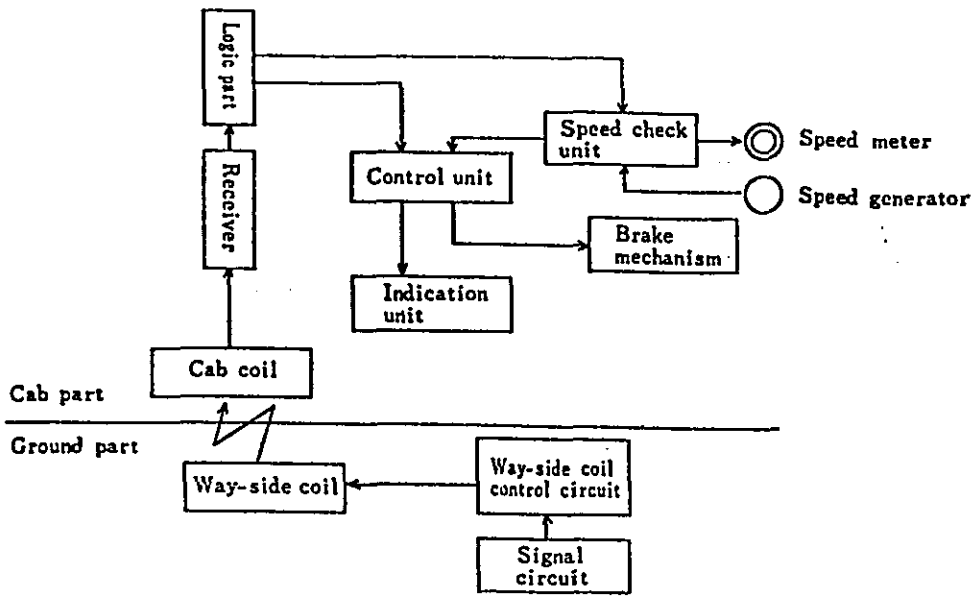 Logic part
Receiver
Speed check
unit
Speed meter
Control unit
Speed generator
Brake
mechanism
Indication
unit
Cab coil
Cab part
Ground part
Way-side coil
Way-side coil
control circuit
Signal
circuit